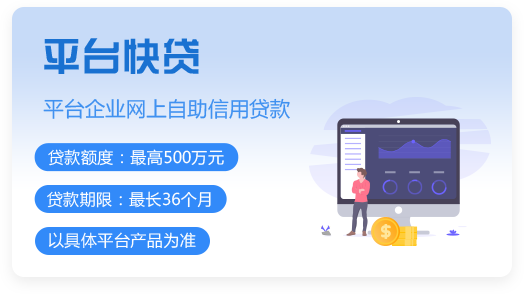 平台快贷
平台企业网上自助信用贷款
贷款额度：最高500万元
贷款期限：最长36个月
以具体平台产品为准
$